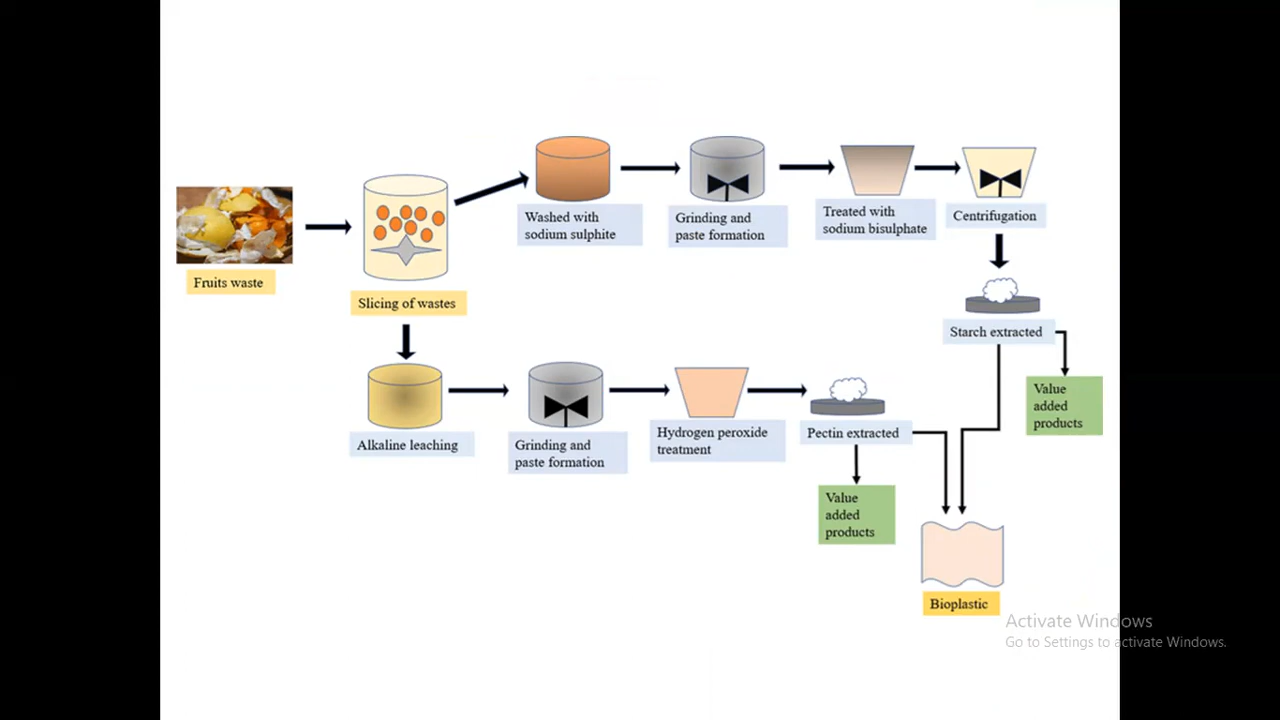 Fruits waste
Slicing of wastes
Washed with
sodium sulphite
Grinding and
paste formation
Treated with
sodium bisulphate
Centrifugation
Starch extracted
Value
added
products
Alkaline leaching
Grinding and
paste formation
Hydrogen peroxide
treatment
Pectin extracted
Value
added
products
Bioplastic
Activate Windows
Go to Settings to activate Windows.